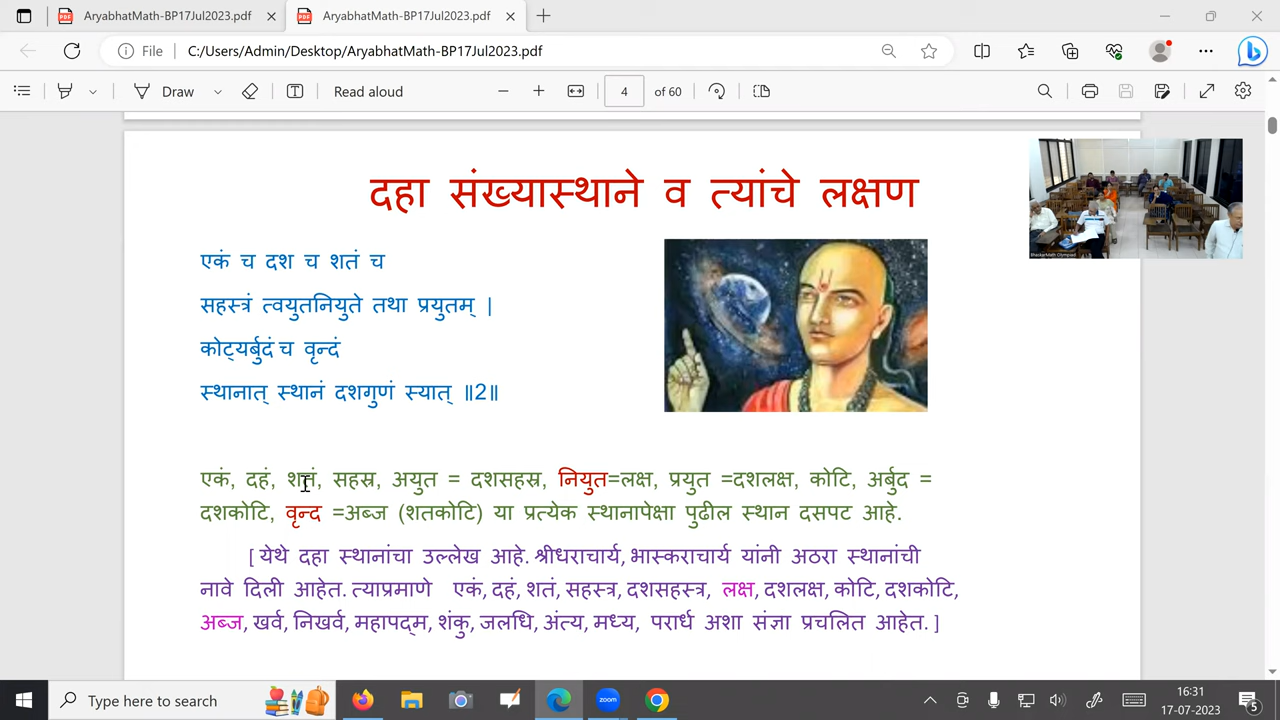 AryabhatMath-BP17Jul2023.pdf
AryabhatMath-BP17Jul2023.pdf
File C:/Users/Admin/Desktop/AryabhatMath-BP17Jul2023.pdf
Draw Read aloud 4 of 60
दहा संख्यास्थाने व त्यांचे लक्षण
एकं च दश च शतं च
सहस्त्रं त्वयुतनियुते तथा प्रयुतम् |
कोट्यर्बुदं च वृन्दं
स्थानात् स्थानं दशगुणं स्यात् ॥2॥
BhaskarMath Olympiad
एकं, दहं, शतं, सहस्र, अयुत = दशसहस्र, नियुत=लक्ष, प्रयुत =दशलक्ष, कोटि, अर्बुद =
दशकोटि, वृन्द =अब्ज (शतकोटि) या प्रत्येक स्थानापेक्षा पुढील स्थान दसपट आहे.
[ येथे दहा स्थानांचा उल्लेख आहे. श्रीधराचार्य, भास्कराचार्य यांनी अठरा स्थानांची
नावे दिली आहेत. त्याप्रमाणे एकं, दहं, शतं, सहस्त्र, दशसहस्त्र, लक्ष, दशलक्ष, कोटि, दशकोटि,
अब्ज, खर्व, निखर्व, महापद्म, शंकु, जलधि, अंत्य, मध्य, परार्ध अशा संज्ञा प्रचलित आहेत. ]
Type here to search
zoom
16:31
17-07-2023
5